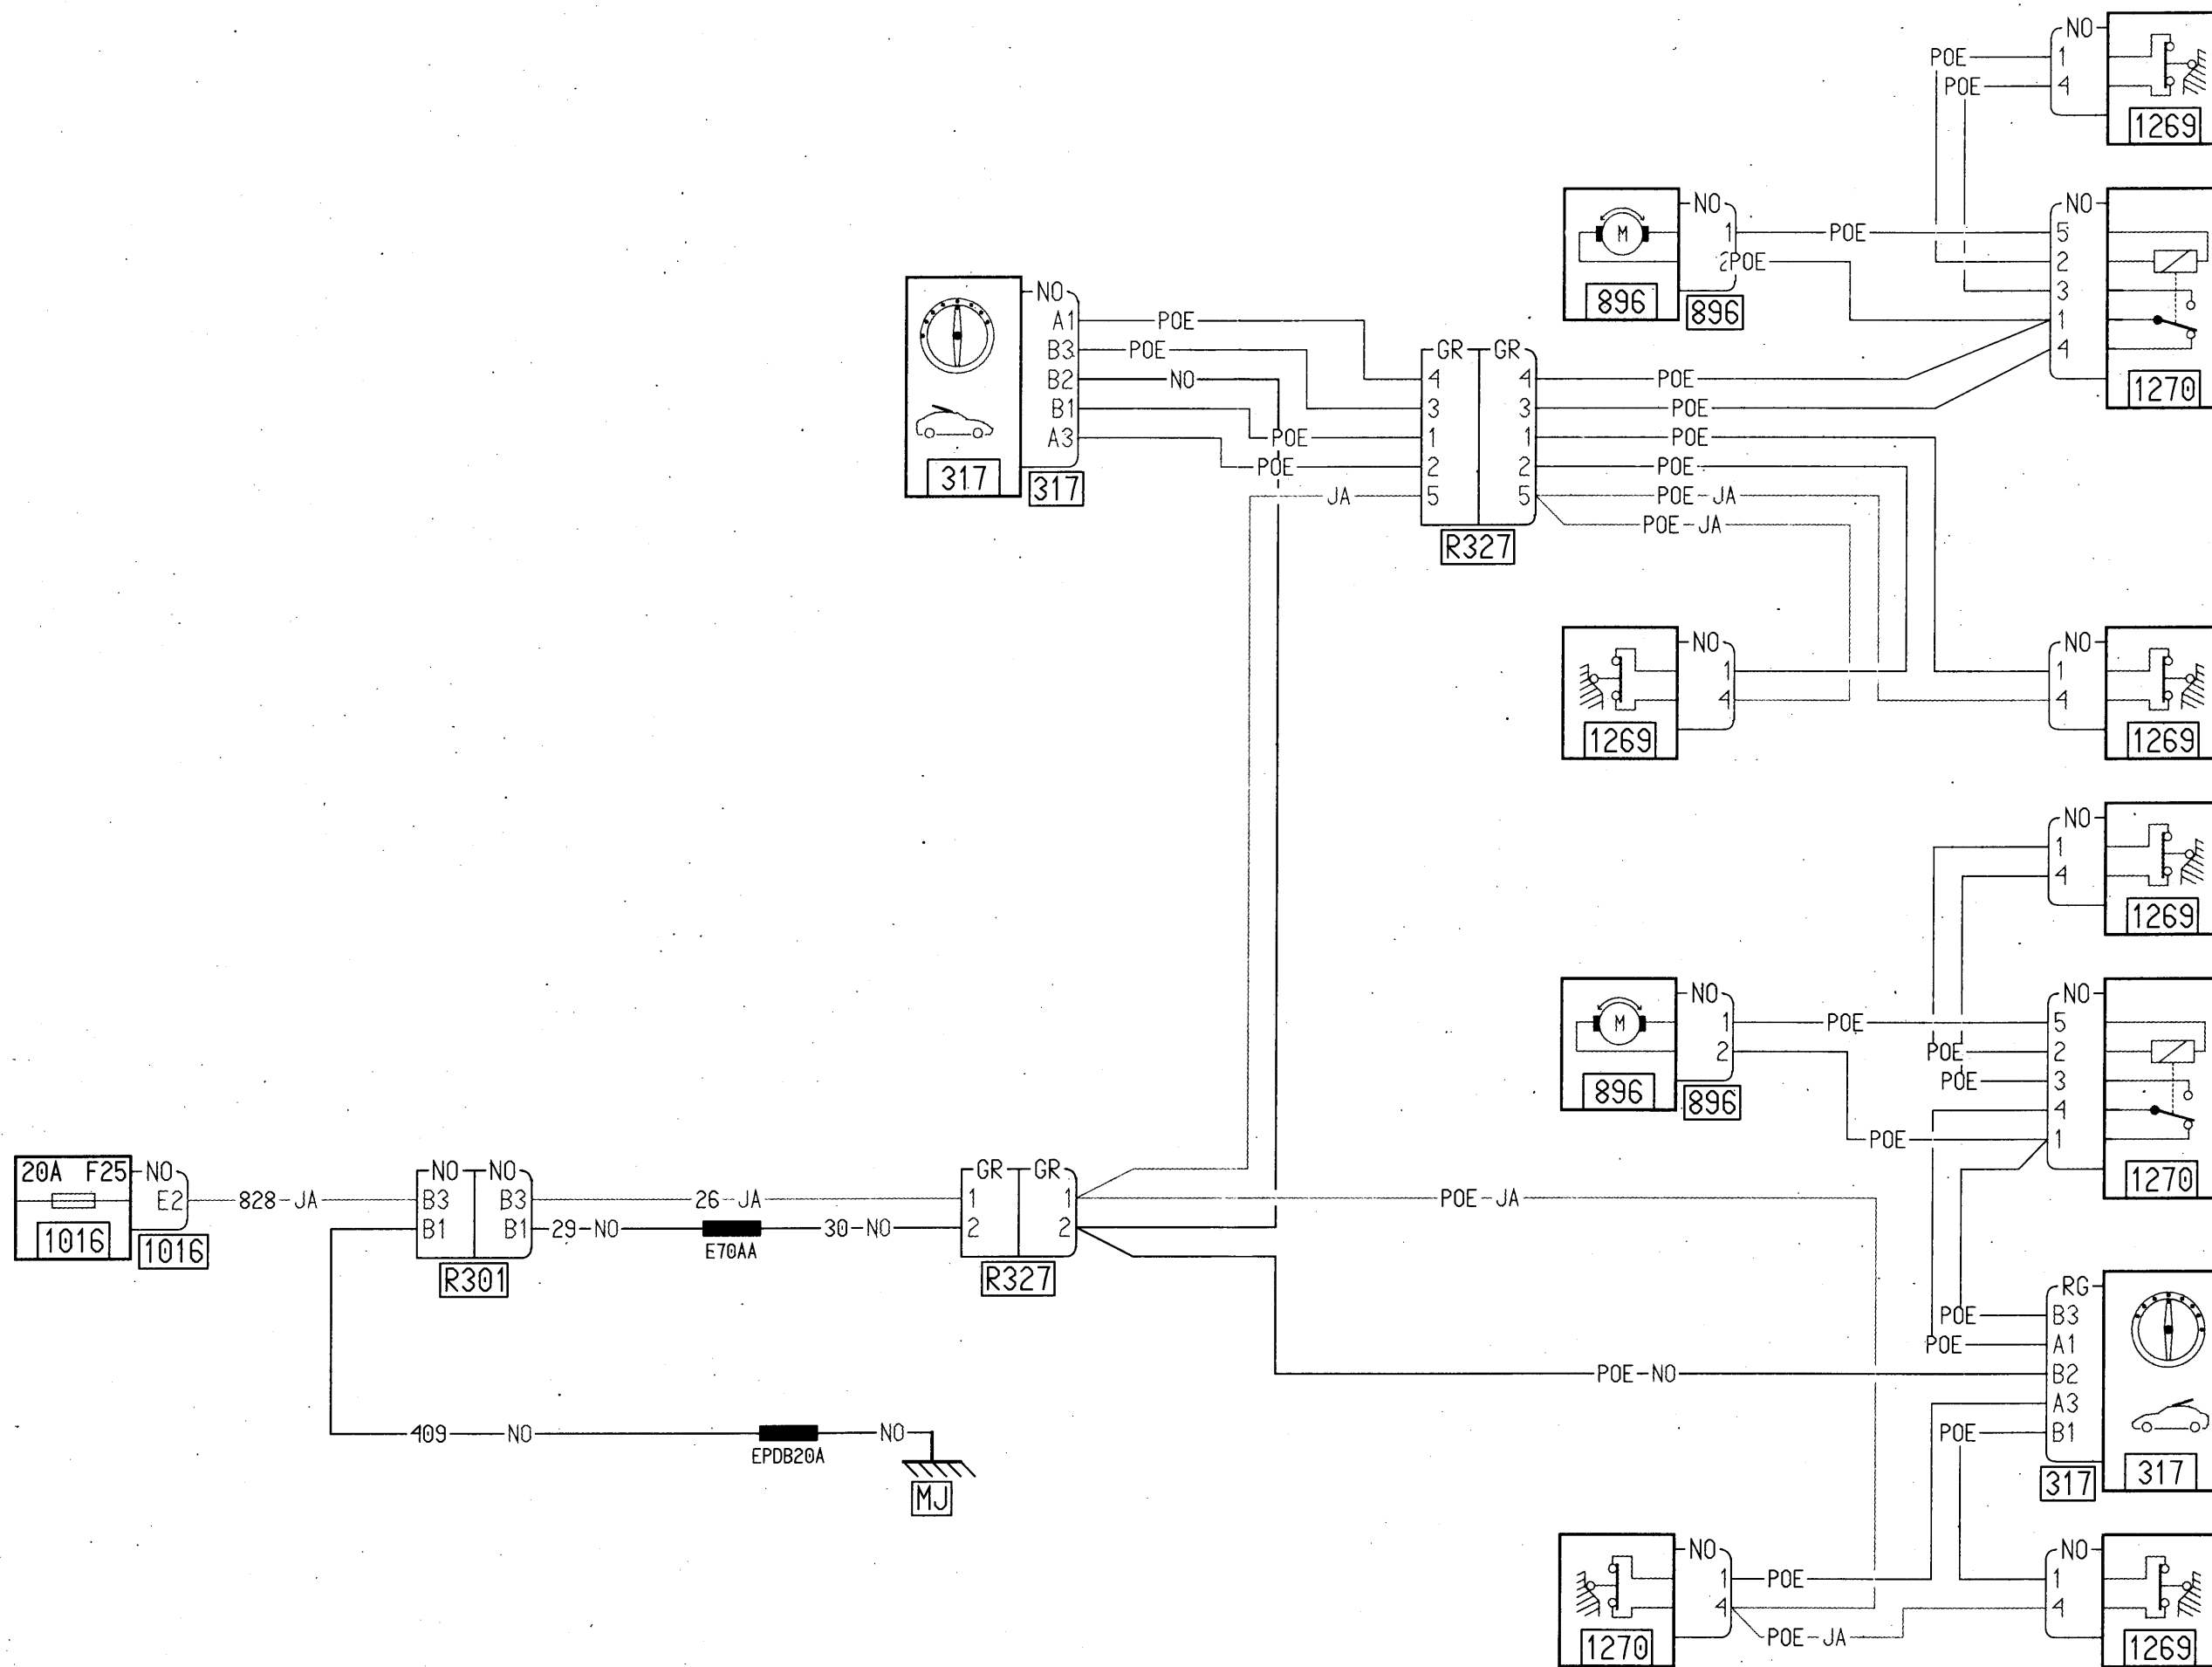 NO
POE 1
POE 4
1269
NO NO
1 POE 5
2 POE 2
3
1
4
896 896
1270
NO
A1 POE
B3 POE
B2 NO
B1 POE
A3 POE
317 317
GR GR
4 4 POE
3 3 POE
1 1 POE
2 2 POE
JA 5 5 POE-JA
POE-JA
R327
NO NO
1 1
4 4
1269 1269
NO
1
4
1269
NO NO
1 POE 5
2 POE 2
POE 3
4
POE 1
896 896
1270
20A F25 NO
E2 828-JA
1016 1016
NO NO
B3 B3 26-JA
B1 B1 29-NO 30-NO
E70AA
R301
GR GR
1 1 POE-JA
2 2
R327
RG
POE B3
POE A1
POE-NO B2
A3
POE B1
317 317
409 NO NO
EPDB20A
MJ
NO NO
1 POE 1
4 4
POE-JA
1270 1269